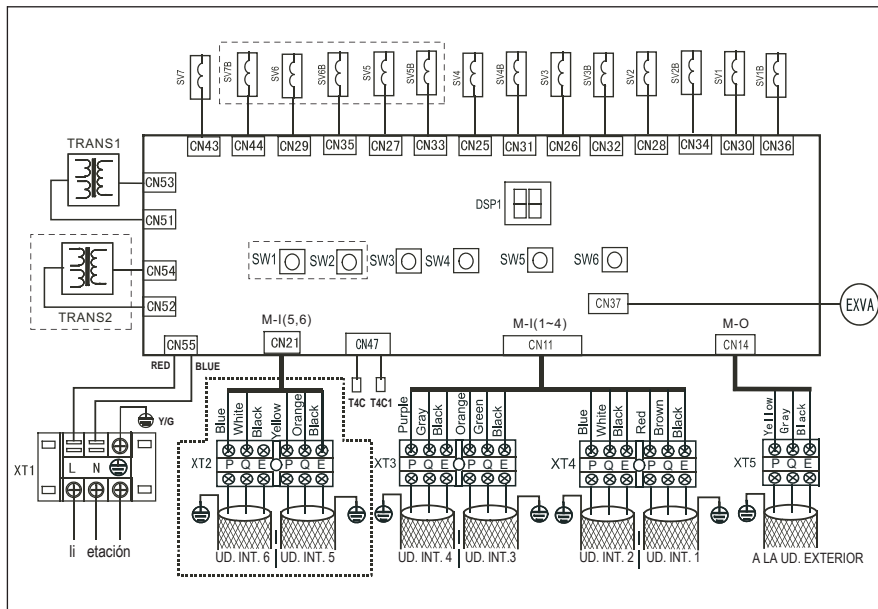 SV7 SV7B SV6 SV6B SV5 SV5B SV4 SV4B SV3 SV3B SV2 SV2B SV1 SV1B
CN43 CN44 CN29 CN35 CN27 CN33 CN25 CN31 CN26 CN32 CN28 CN34 CN30 CN36
TRANS1
CN53
CN51
DSP1
CN54
CN52
TRANS2
SW1 SW2 SW3 SW4 SW5 SW6
CN37
EXVA
M-I(5,6) M-I(1~4) M-O
CN55 CN21 CN47 CN11 CN14
RED BLUE
T4C T4C1
Y/G
Blue White Black Yellow Orange Black
Purple Gray Black Orange Green Black
Blue White Black Red Brown Black
Yellow Gray Black
XT1 L N
XT2 P Q E P Q E
XT3 P Q E P Q E
XT4 P Q E P Q E
XT5 P Q E
li etación
UD. INT. 6 UD. INT. 5 UD. INT. 4 UD. INT.3 UD. INT. 2 UD. INT. 1 A LA UD. EXTERIOR